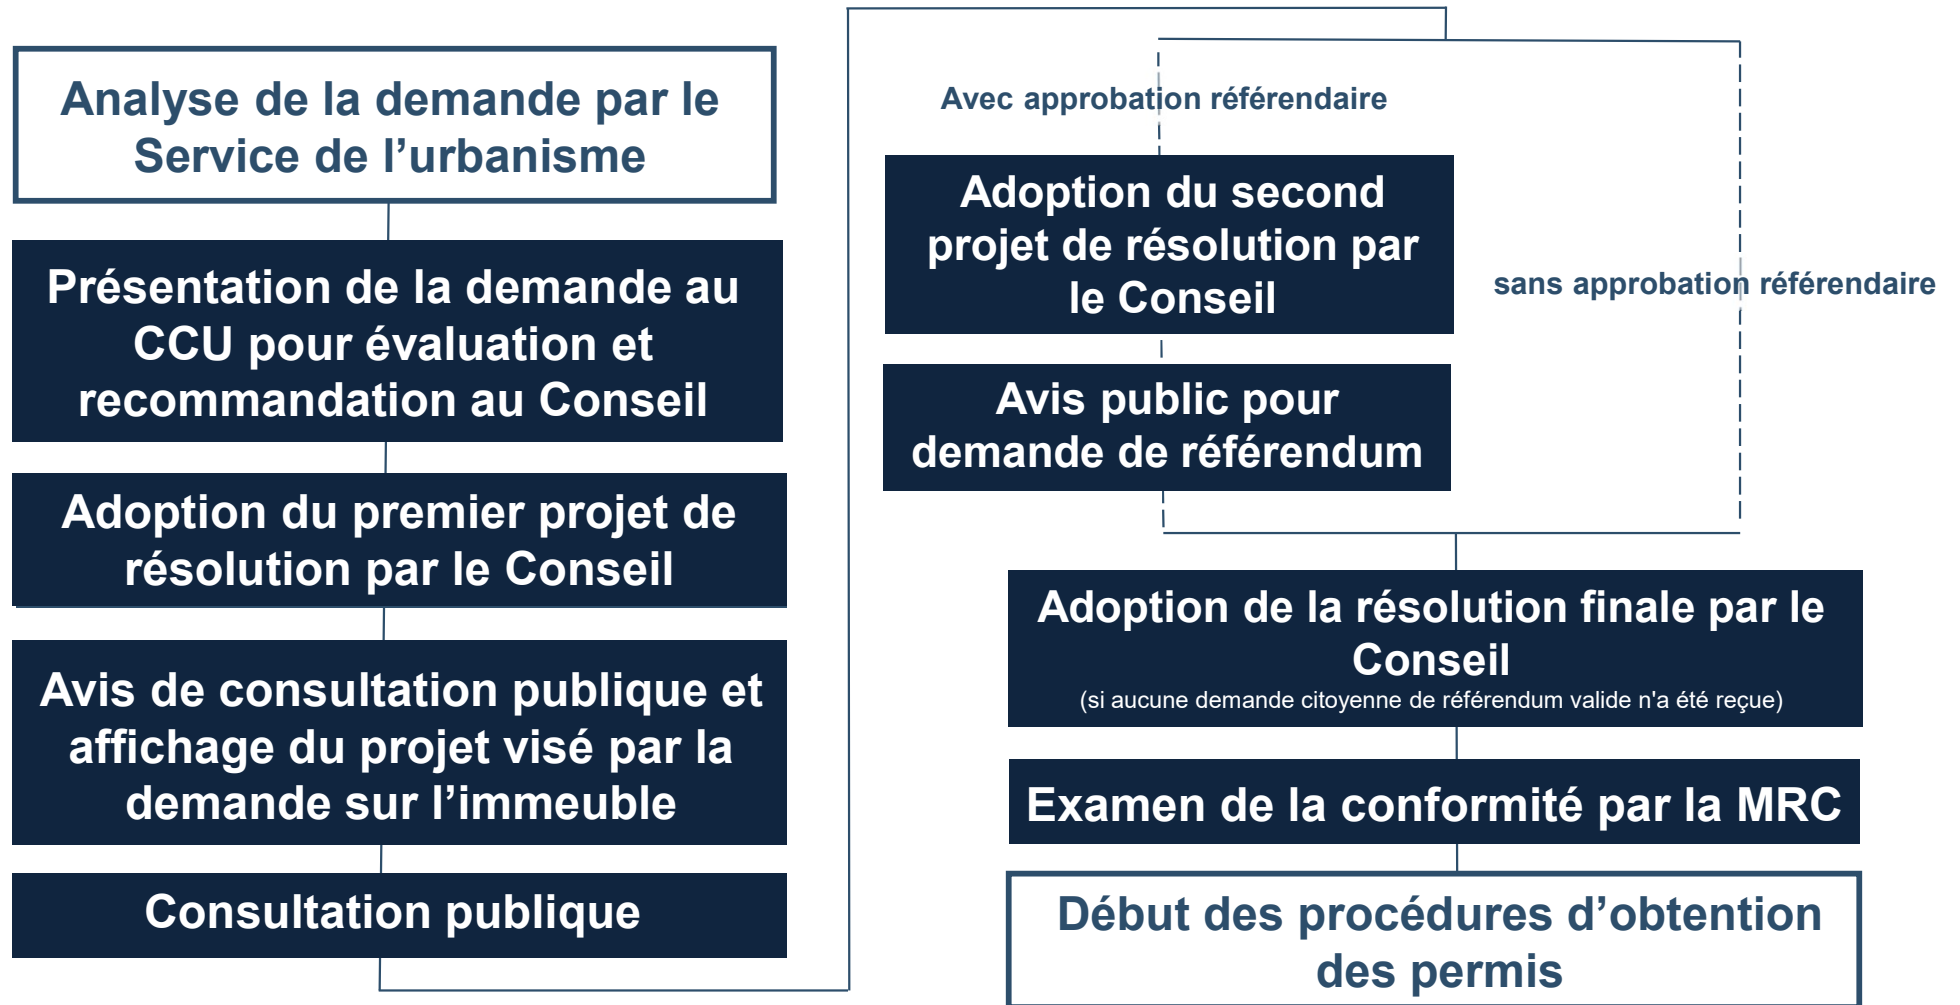 Analyse de la demande par le
Service de l’urbanisme
Présentation de la demande au
CCU pour évaluation et
recommandation au Conseil
Adoption du premier projet de
résolution par le Conseil
Avis de consultation publique et
affichage du projet visé par la
demande sur l’immeuble
Consultation publique
Avec approbation référendaire
Adoption du second
projet de résolution par
le Conseil
Avis public pour
demande de référendum
sans approbation référendaire
Adoption de la résolution finale par le
Conseil
(si aucune demande citoyenne de référendum valide n'a été reçue)
Examen de la conformité par la MRC
Début des procédures d’obtention
des permis